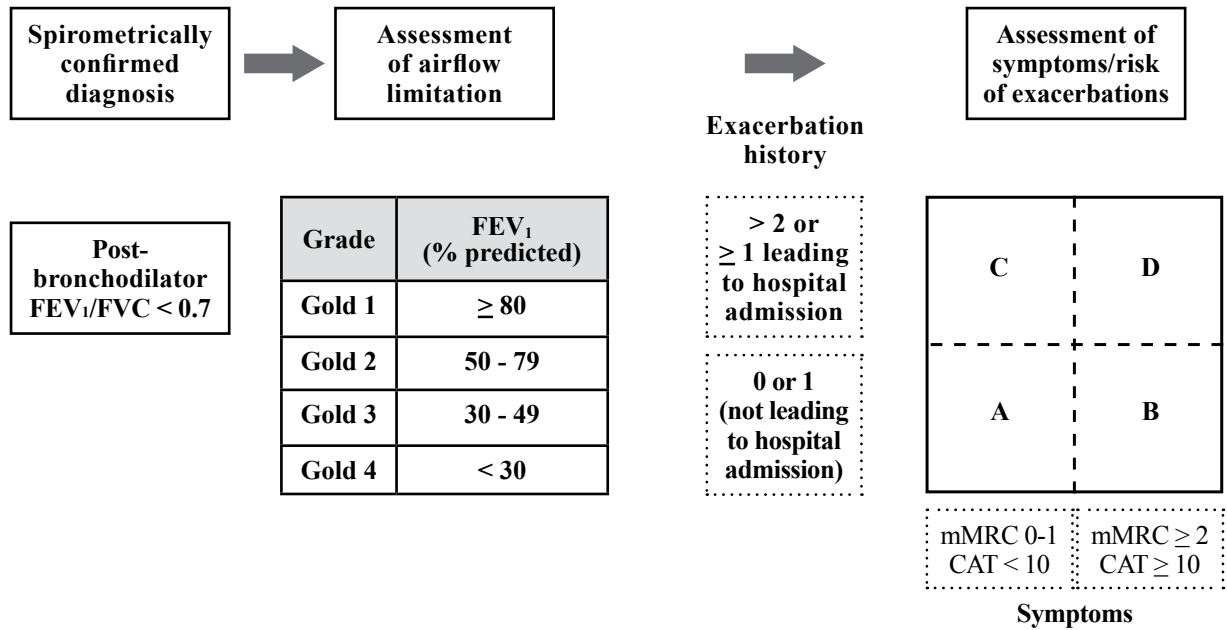 Spirometrically
confirmed
diagnosis
Assessment
of airflow
limitation
Assessment of
symptoms/risk
of exacerbations
Exacerbation
history
Post-
bronchodilator
FEV₁/FVC < 0.7
Grade
FEV₁
(% predicted)
Gold 1
≥ 80
Gold 2
50 - 79
Gold 3
30 - 49
Gold 4
< 30
> 2 or
≥ 1 leading
to hospital
admission
0 or 1
(not leading
to hospital
admission)
C
D
A
B
mMRC 0-1
CAT < 10
mMRC ≥ 2
CAT ≥ 10
Symptoms